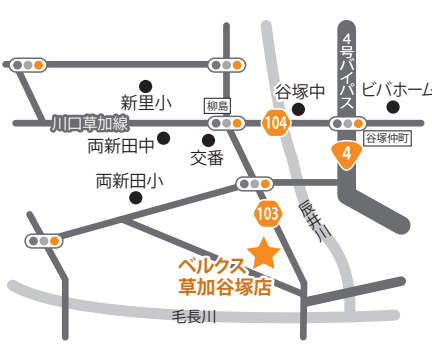 4号バイパス
新里小
柳島
谷塚中
ビバホーム
川口草加線
104
谷塚仲町
両新田中
交番
4
両新田小
103
辰井川
ベルクス
草加谷塚店
毛長川